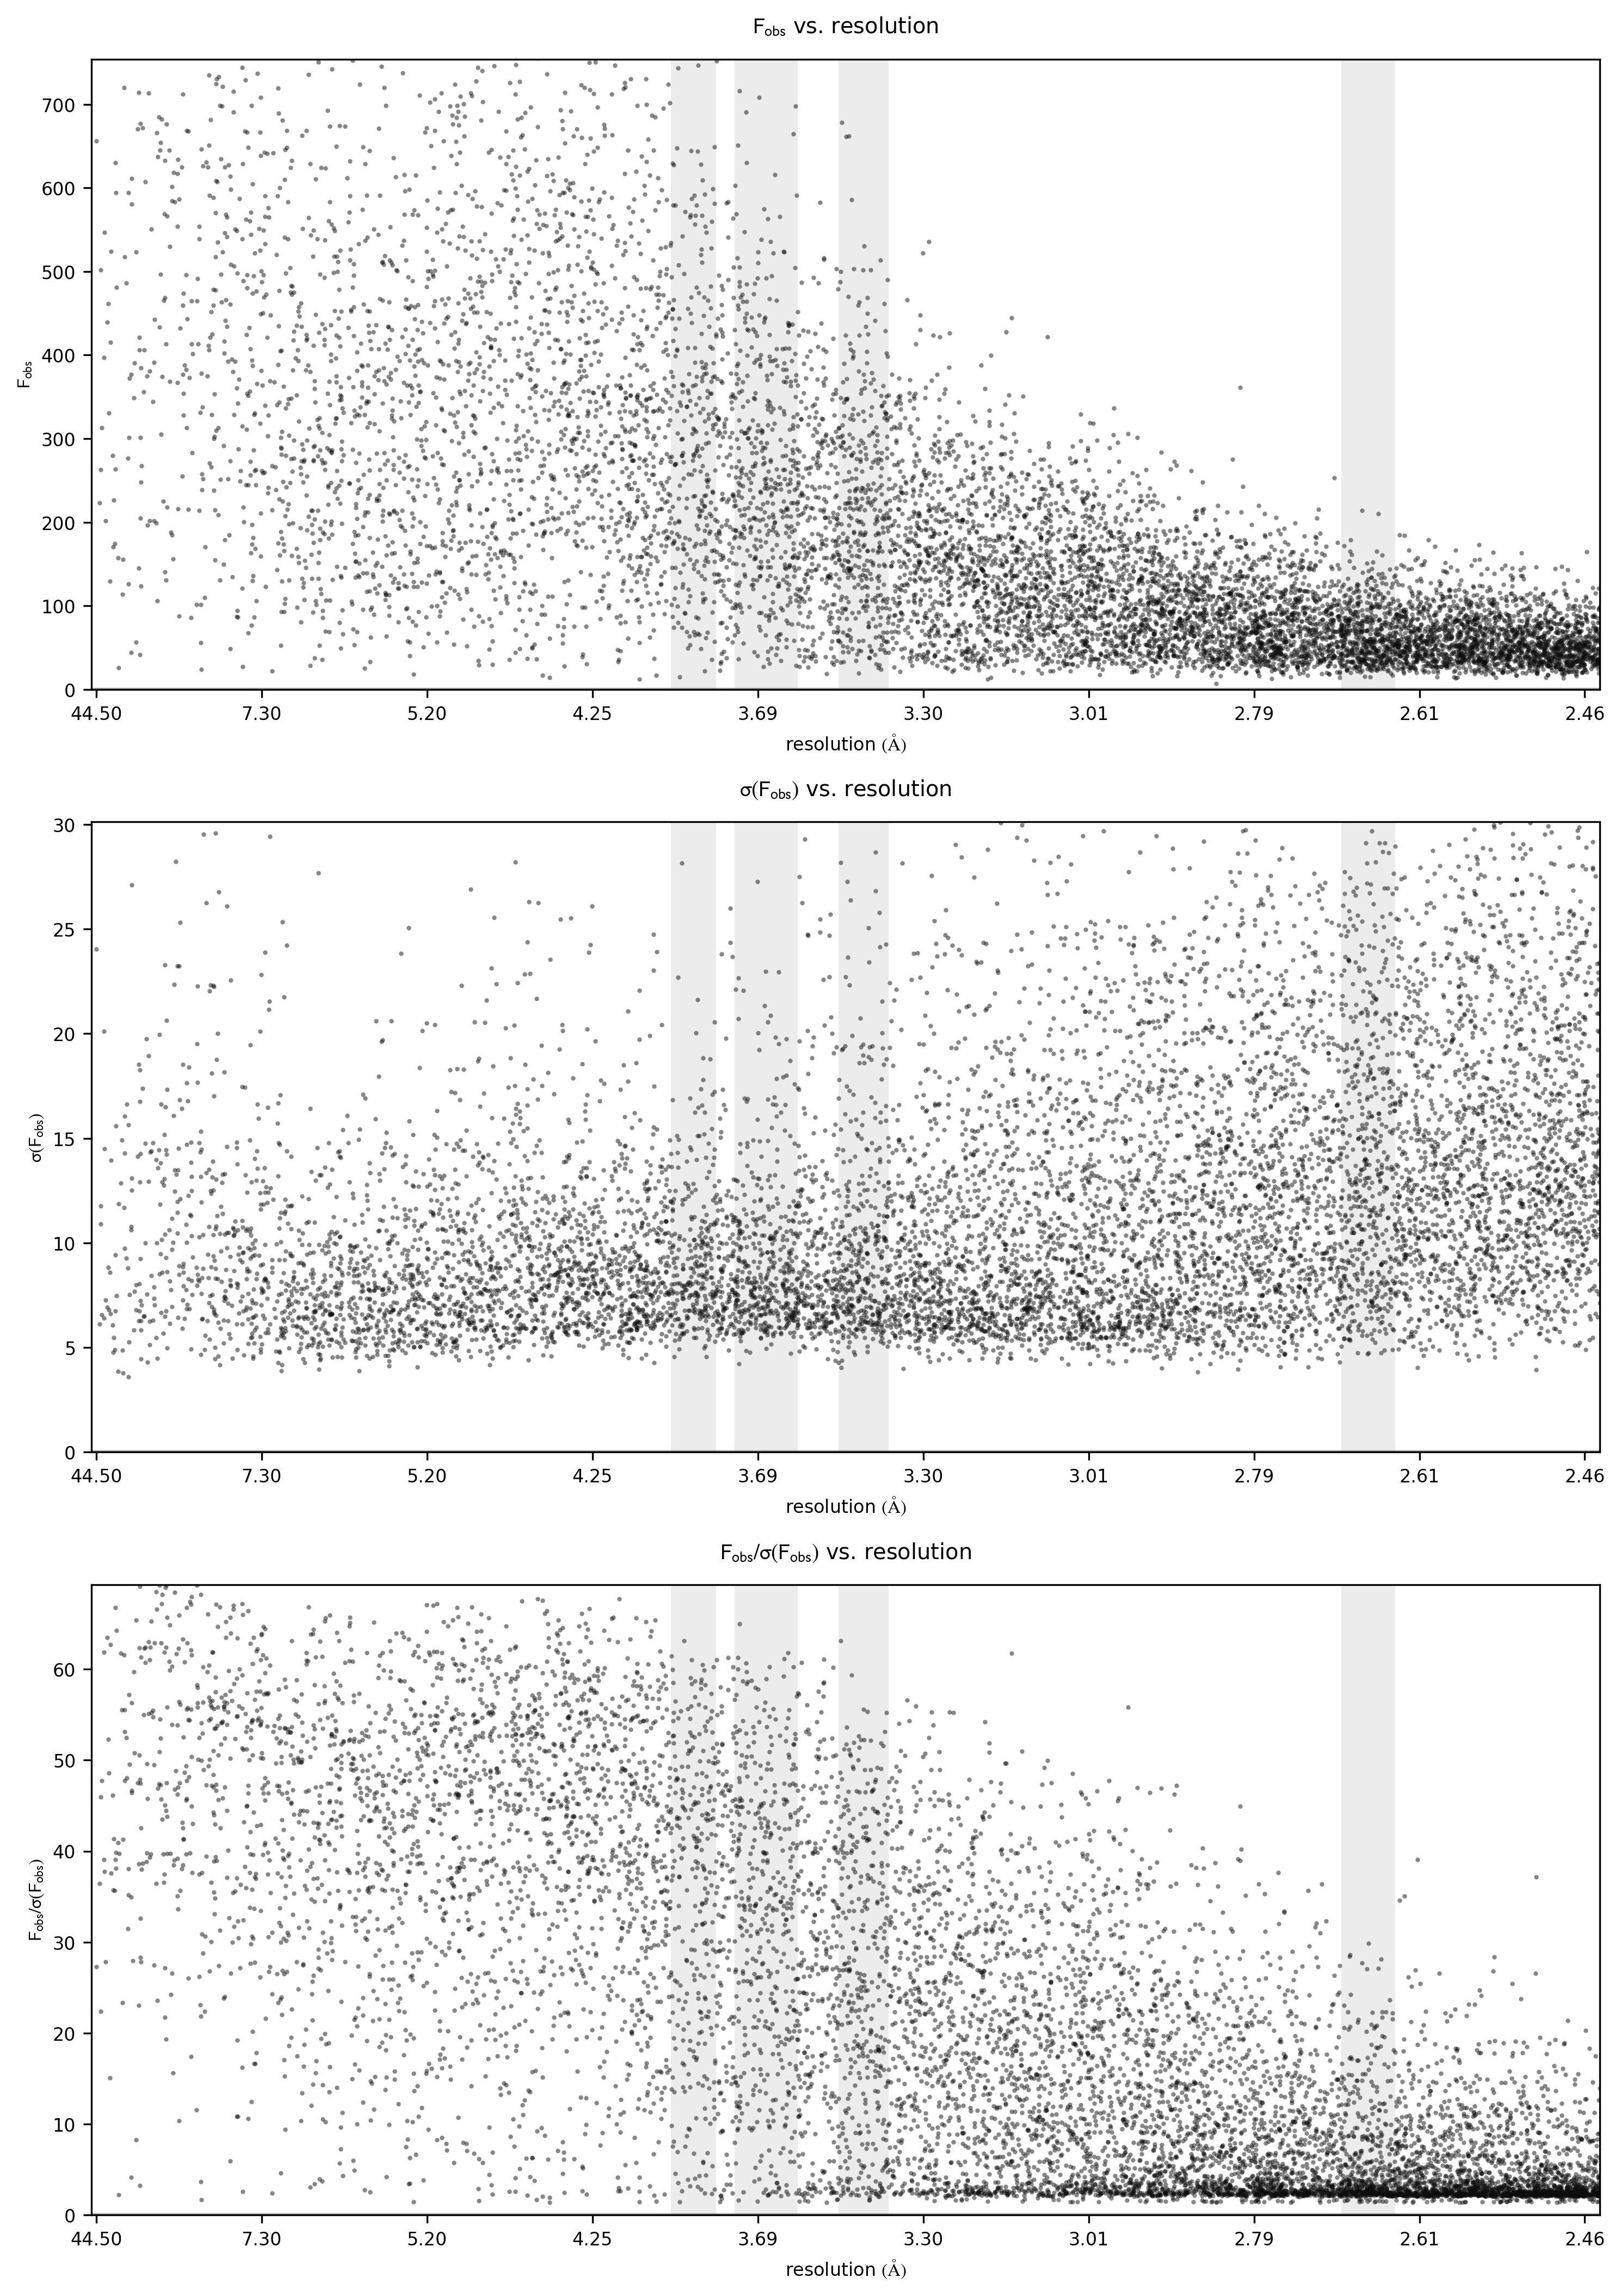 Fobs vs. resolution
700
600
500
400
300
200
100
0
Fobs
44.50 7.30 5.20 4.25 3.69 3.30 3.01 2.79 2.61 2.46
resolution (Å)
σ(Fobs) vs. resolution
30
25
20
15
10
5
0
σ(Fobs)
44.50 7.30 5.20 4.25 3.69 3.30 3.01 2.79 2.61 2.46
resolution (Å)
Fobs/σ(Fobs) vs. resolution
60
50
40
30
20
10
0
Fobs/σ(Fobs)
44.50 7.30 5.20 4.25 3.69 3.30 3.01 2.79 2.61 2.46
resolution (Å)